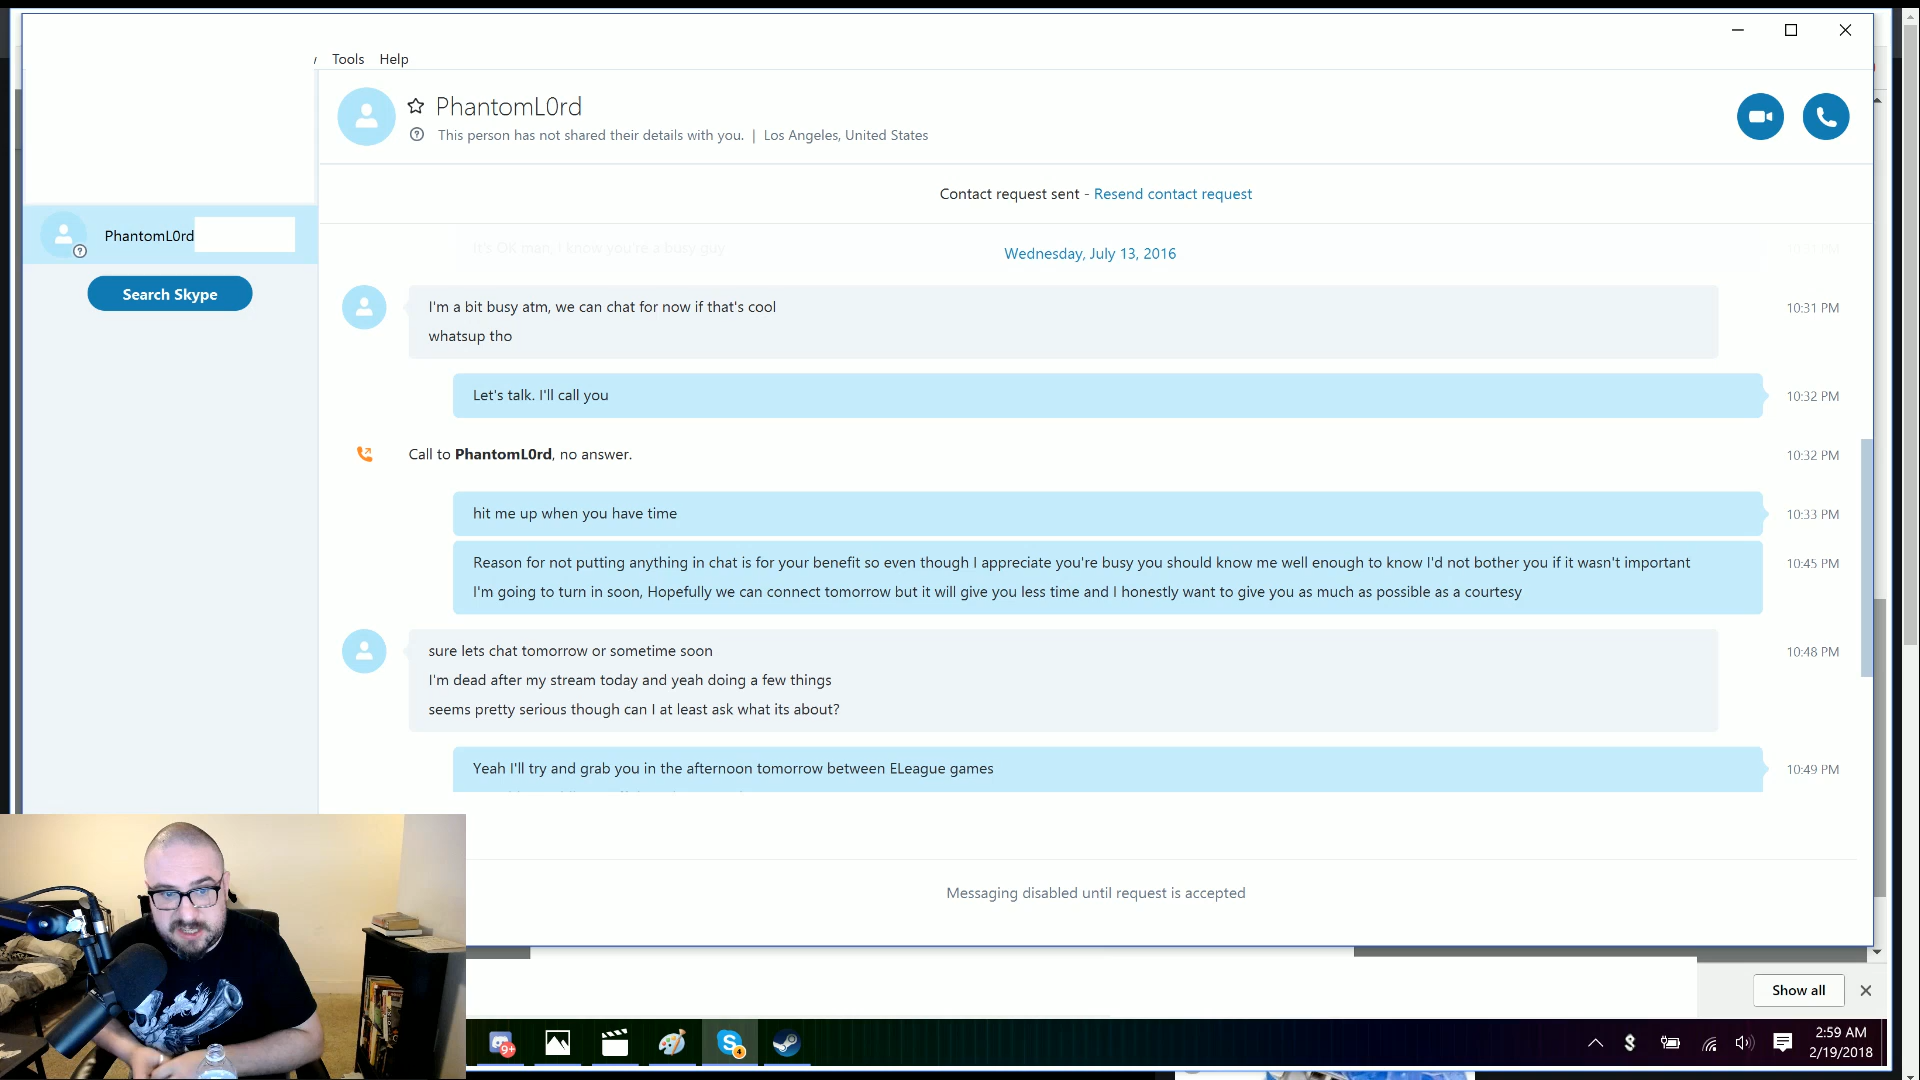 Tools Help
PhantomL0rd
This person has not shared their details with you. | Los Angeles, United States
Contact request sent - Resend contact request
PhantomL0rd
Search Skype
It's OK man, I know you're a busy guy
Wednesday, July 13, 2016
I'm a bit busy atm, we can chat for now if that's cool
10:31 PM
whatsup tho
Let's talk. I'll call you
10:32 PM
Call to PhantomL0rd, no answer.
10:32 PM
hit me up when you have time
10:33 PM
Reason for not putting anything in chat is for your benefit so even though I appreciate you're busy you should know me well enough to know I'd not bother you if it wasn't important
10:45 PM
I'm going to turn in soon, Hopefully we can connect tomorrow but it will give you less time and I honestly want to give you as much as possible as a courtesy
sure lets chat tomorrow or sometime soon
10:48 PM
I'm dead after my stream today and yeah doing a few things
seems pretty serious though can I at least ask what its about?
Yeah I'll try and grab you in the afternoon tomorrow between ELeague games
10:49 PM
Messaging disabled until request is accepted
Show all
9+
4
2:59 AM
2/19/2018